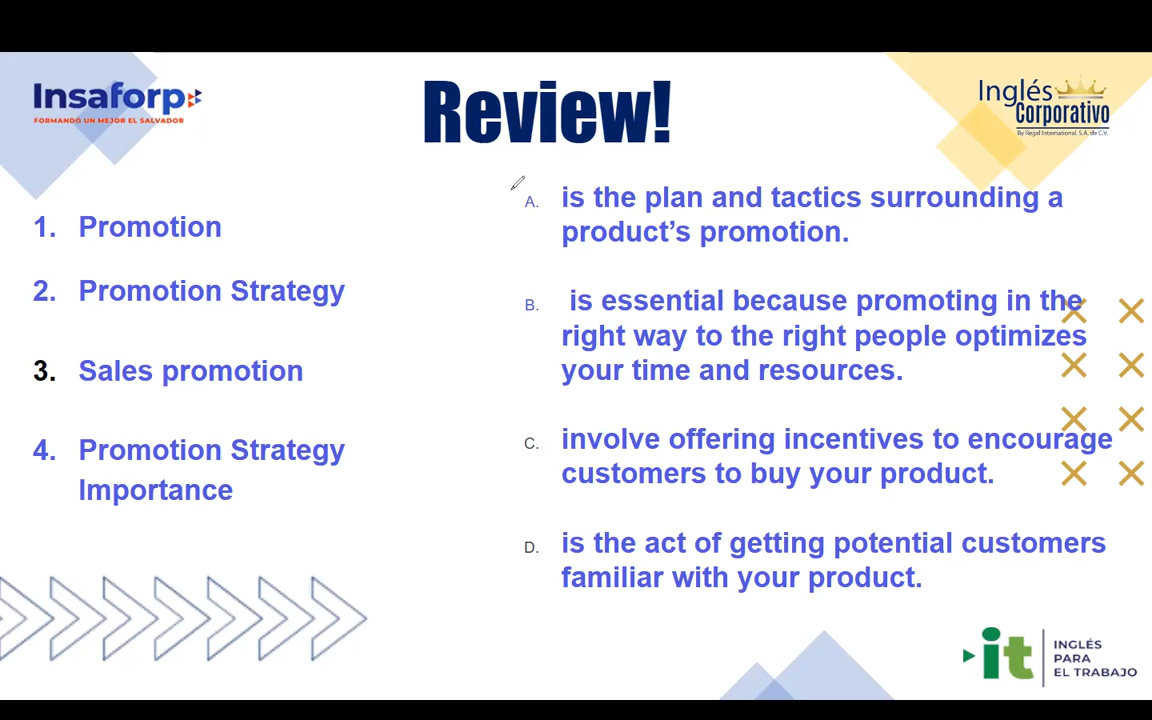 Insaforp
FORMANDO UN MEJOR EL SALVADOR
Review!
Inglés
Corporativo
By Regal International, S.A. de C.V.
1. Promotion
2. Promotion Strategy
3. Sales promotion
4. Promotion Strategy
Importance
A. is the plan and tactics surrounding a
product’s promotion.
B. is essential because promoting in the
right way to the right people optimizes
your time and resources.
C. involve offering incentives to encourage
customers to buy your product.
D. is the act of getting potential customers
familiar with your product.
it
INGLÉS
PARA
EL TRABAJO